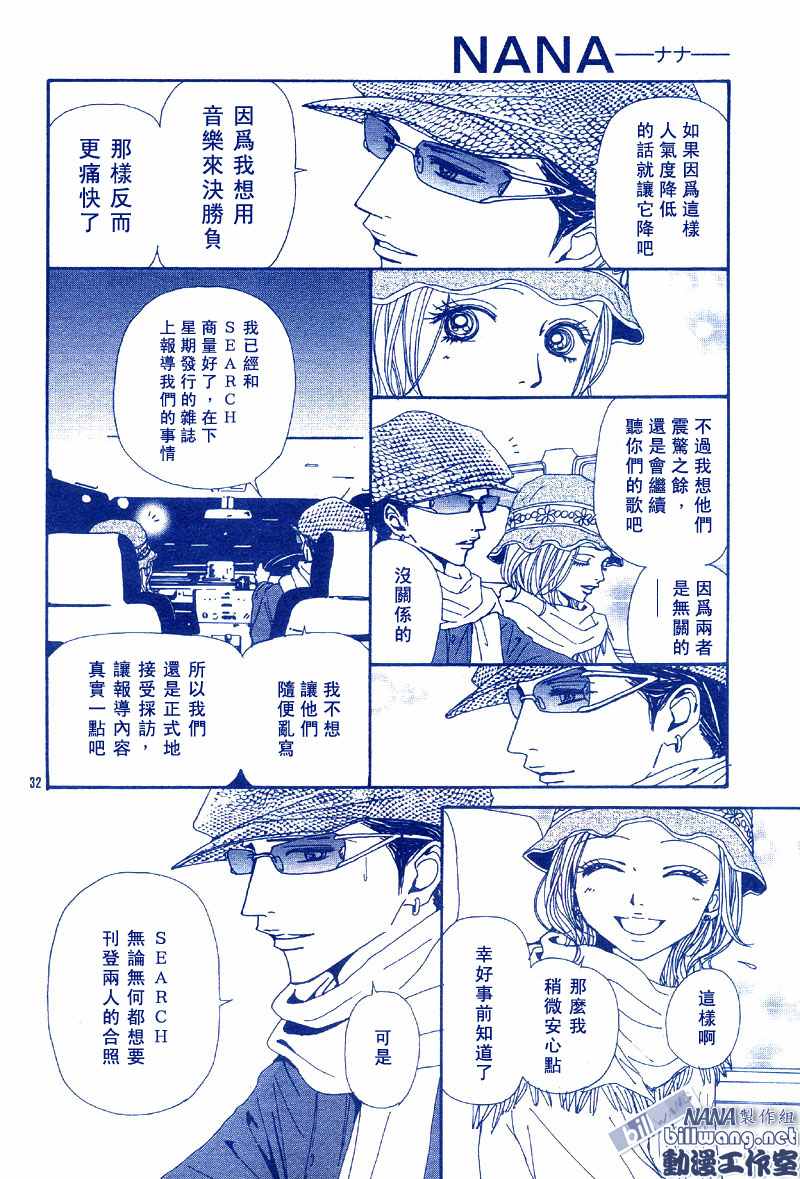 NANA——ナナ——
如果因爲這樣
人氣度降低
的話就讓它降吧
因爲我想用
音樂來決勝負
那樣反而
更痛快了
我已經和
SEARCH
商量好了，在下
星期發行的雜誌
上報導我們的事情
不過我想他們
震驚之餘，
還是會繼續
聽你們的歌吧
因爲兩者
是無關的
——
沒關係的
我不想
讓他們
隨便亂寫
所以我們
還是正式地
接受採訪，
讓報導內容
真實一點吧
32
這樣啊
那麼我
稍微安心點
幸好事前
知道了
可是
SEARCH
無論無何都想要
刊登兩人的合照
billwang
NANA製作組
billwang.net
動漫工作室